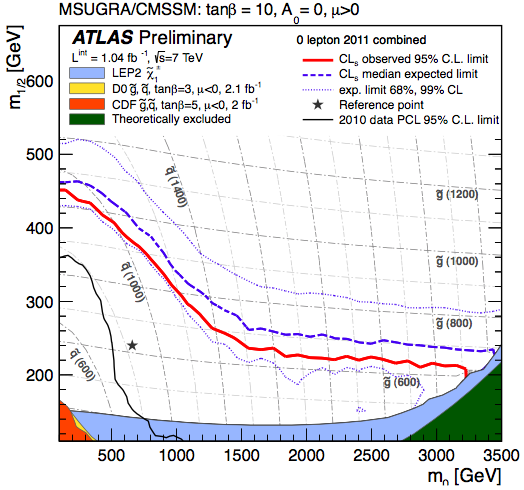 MSUGRA/CMSSM: tanβ = 10, A₀ = 0, μ>0
ATLAS Preliminary
Lⁱⁿᵗ = 1.04 fb⁻¹, √s=7 TeV
LEP2 χ̃₁±
D0 g̃, q̃, tanβ=3, μ<0, 2.1 fb⁻¹
CDF g̃,q̃, tanβ=5, μ<0, 2 fb⁻¹
Theoretically excluded
0 lepton 2011 combined
CLₛ observed 95% C.L. limit
CLₛ median expected limit
exp. limit 68%, 99% CL
Reference point
2010 data PCL 95% C.L. limit
m₁/₂ [GeV]
600
500
400
300
200
q̃ (1400)
q̃ (1000)
q̃ (600)
g̃ (1200)
g̃ (1000)
g̃ (800)
g̃ (600)
500 1000 1500 2000 2500 3000 3500
m₀ [GeV]